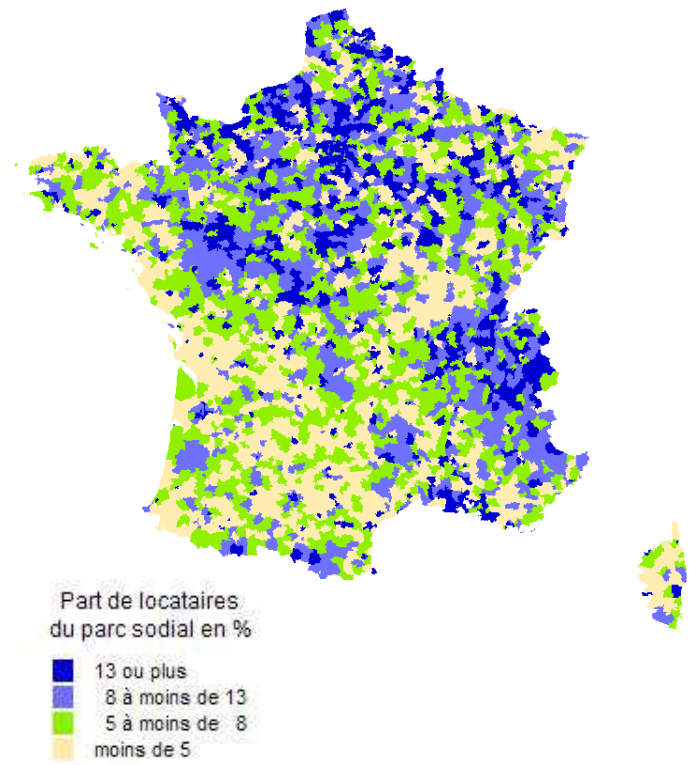 Part de locataires
du parc sodial en %
13 ou plus
8 à moins de 13
5 à moins de 8
moins de 5